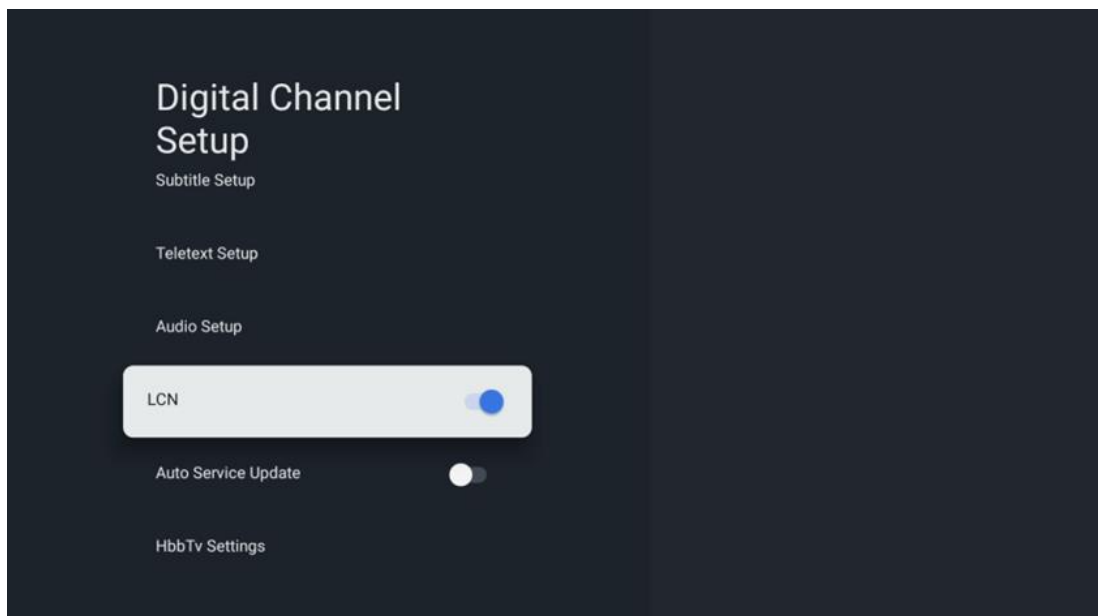 Digital Channel
Setup
Subtitle Setup
Teletext Setup
Audio Setup
LCN
Auto Service Update
HbbTv Settings